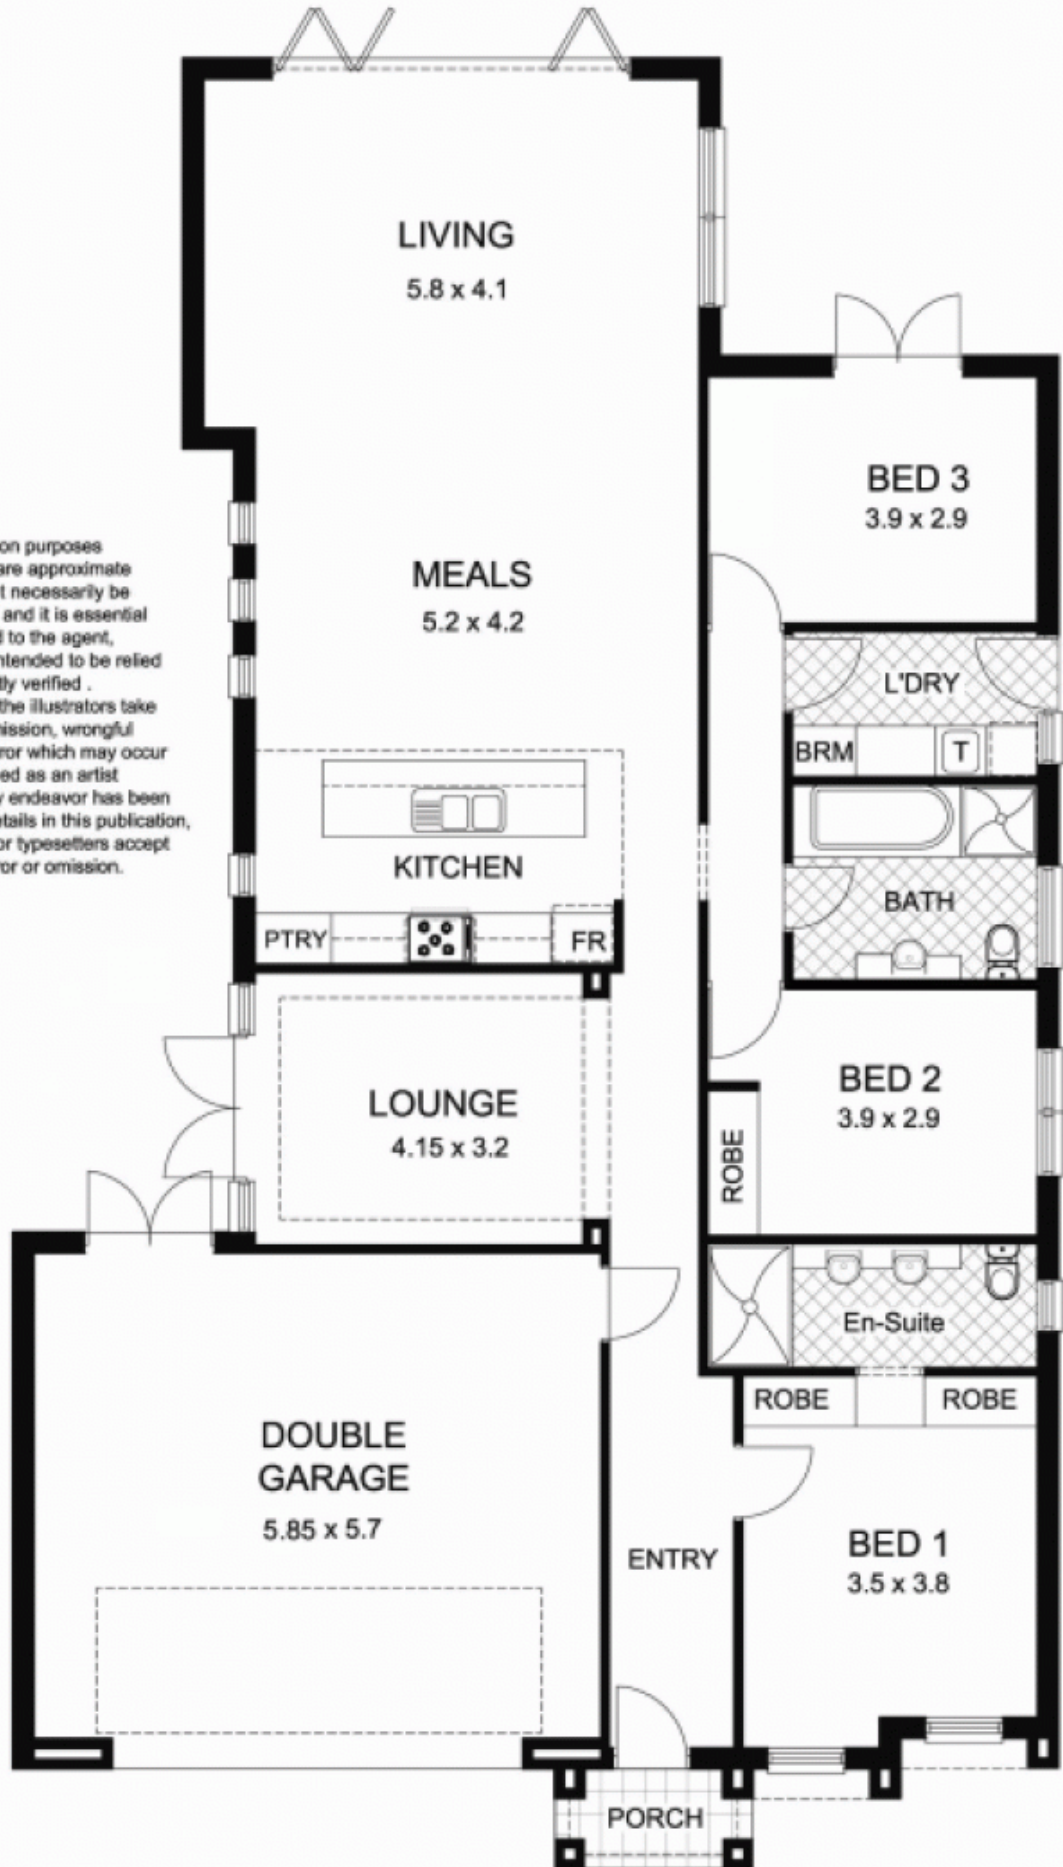 LIVING
5.8 x 4.1
BED 3
3.9 x 2.9
on purposes
are approximate
t necessarily be
and it is essential
to the agent,
ntended to be relied
tly verified .
the illustrators take
nission, wrongful
ror which may occur
ed as an artist
y endeavor has been
etails in this publication,
or typesetters accept
or or omission.
MEALS
5.2 x 4.2
L'DRY
BRM
T
KITCHEN
PTRY
FR
BATH
LOUNGE
4.15 x 3.2
BED 2
3.9 x 2.9
ROBE
En-Suite
ROBE
ROBE
DOUBLE
GARAGE
5.85 x 5.7
ENTRY
BED 1
3.5 x 3.8
PORCH